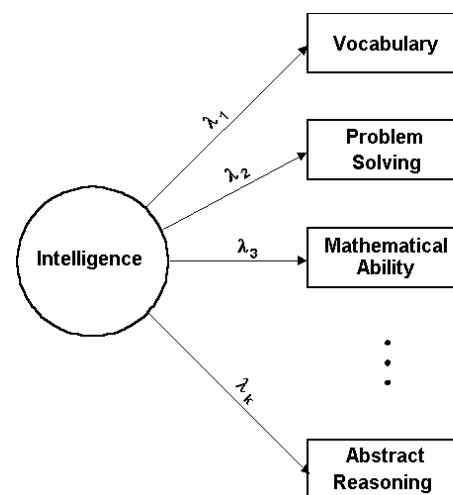 Vocabulary
λ1
Problem
Solving
λ2
Intelligence
λ3
Mathematical
Ability
λk
Abstract
Reasoning